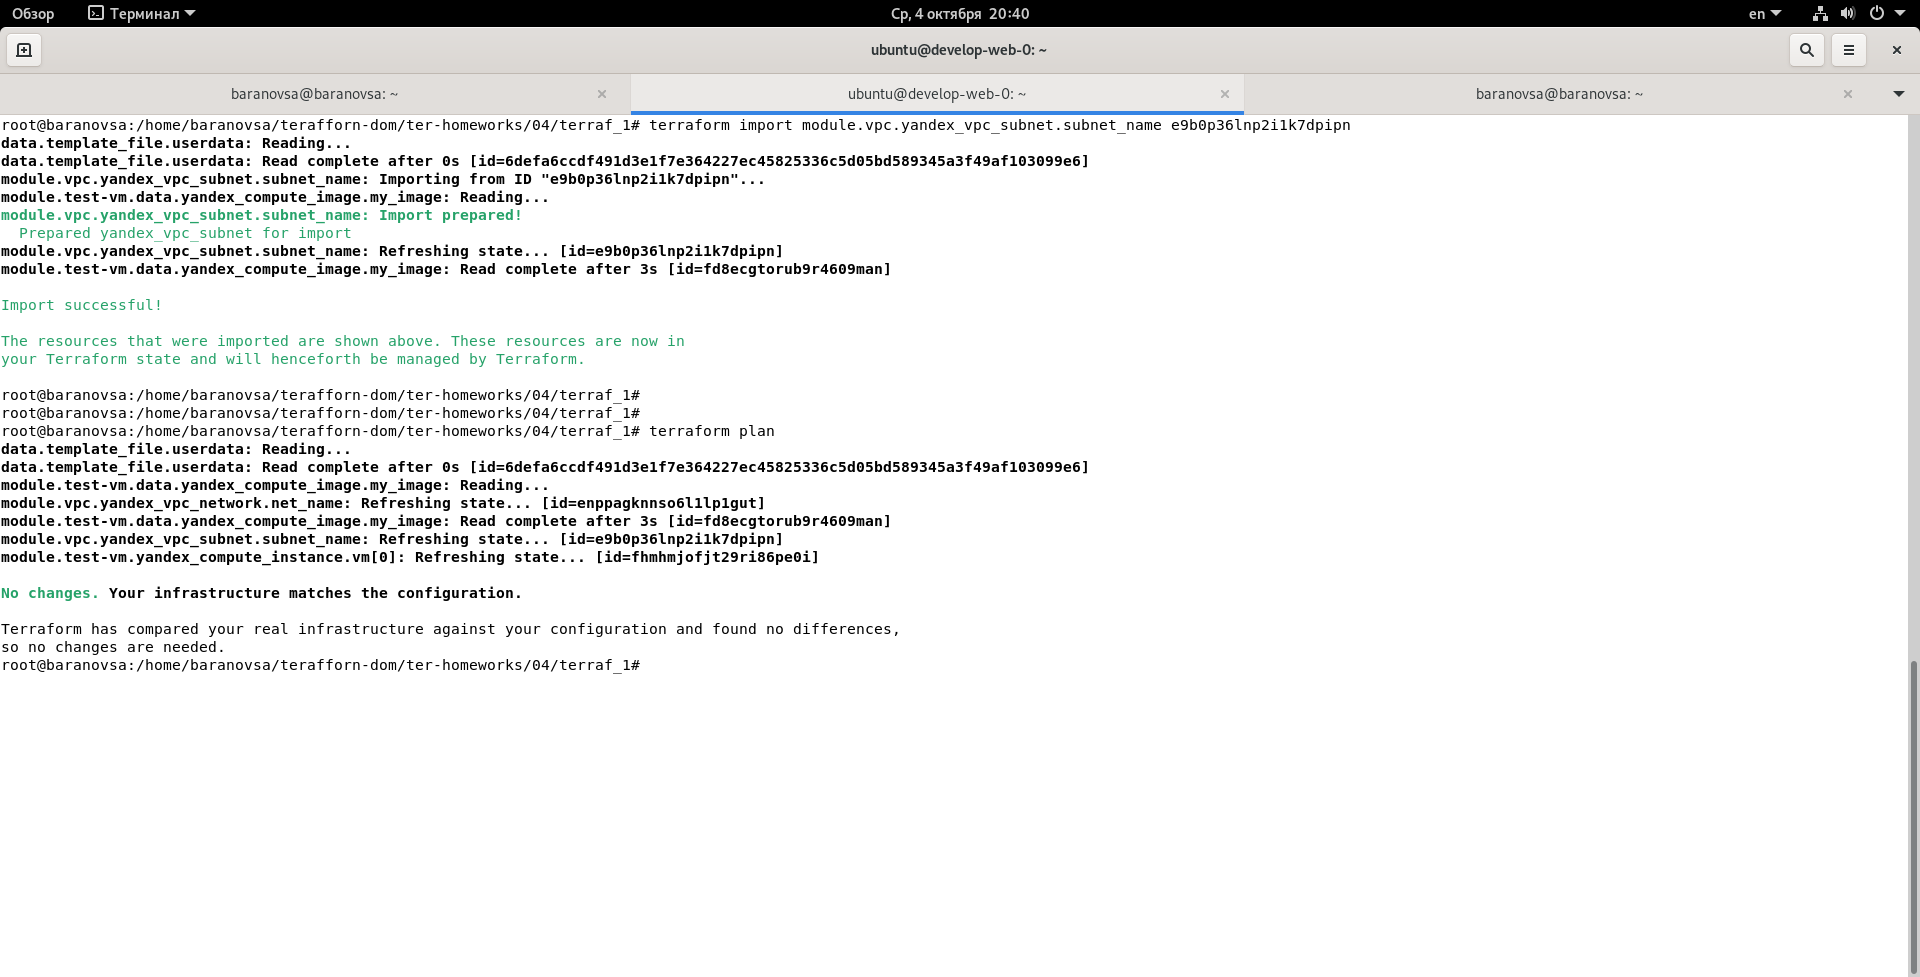 Обзор
Терминал
Ср, 4 октября 20:40
en
ubuntu@develop-web-0: ~
baranovsa@baranovsa: ~
ubuntu@develop-web-0: ~
baranovsa@baranovsa: ~
root@baranovsa:/home/baranovsa/terafforn-dom/ter-homeworks/04/terraf_1# terraform import module.vpc.yandex_vpc_subnet.subnet_name e9b0p36lnp2i1k7dpipn
data.template_file.userdata: Reading...
data.template_file.userdata: Read complete after 0s [id=6defa6ccdf491d3e1f7e364227ec45825336c5d05bd589345a3f49af103099e6]
module.vpc.yandex_vpc_subnet.subnet_name: Importing from ID "e9b0p36lnp2i1k7dpipn"...
module.test-vm.data.yandex_compute_image.my_image: Reading...
module.vpc.yandex_vpc_subnet.subnet_name: Import prepared!
  Prepared yandex_vpc_subnet for import
module.vpc.yandex_vpc_subnet.subnet_name: Refreshing state... [id=e9b0p36lnp2i1k7dpipn]
module.test-vm.data.yandex_compute_image.my_image: Read complete after 3s [id=fd8ecgtorub9r4609man]
Import successful!
The resources that were imported are shown above. These resources are now in
your Terraform state and will henceforth be managed by Terraform.
root@baranovsa:/home/baranovsa/terafforn-dom/ter-homeworks/04/terraf_1#
root@baranovsa:/home/baranovsa/terafforn-dom/ter-homeworks/04/terraf_1#
root@baranovsa:/home/baranovsa/terafforn-dom/ter-homeworks/04/terraf_1# terraform plan
data.template_file.userdata: Reading...
data.template_file.userdata: Read complete after 0s [id=6defa6ccdf491d3e1f7e364227ec45825336c5d05bd589345a3f49af103099e6]
module.test-vm.data.yandex_compute_image.my_image: Reading...
module.vpc.yandex_vpc_network.net_name: Refreshing state... [id=enppagknnso6l1lp1gut]
module.test-vm.data.yandex_compute_image.my_image: Read complete after 3s [id=fd8ecgtorub9r4609man]
module.vpc.yandex_vpc_subnet.subnet_name: Refreshing state... [id=e9b0p36lnp2i1k7dpipn]
module.test-vm.yandex_compute_instance.vm[0]: Refreshing state... [id=fhmhmjofjt29ri86pe0i]
No changes. Your infrastructure matches the configuration.
Terraform has compared your real infrastructure against your configuration and found no differences,
so no changes are needed.
root@baranovsa:/home/baranovsa/terafforn-dom/ter-homeworks/04/terraf_1#